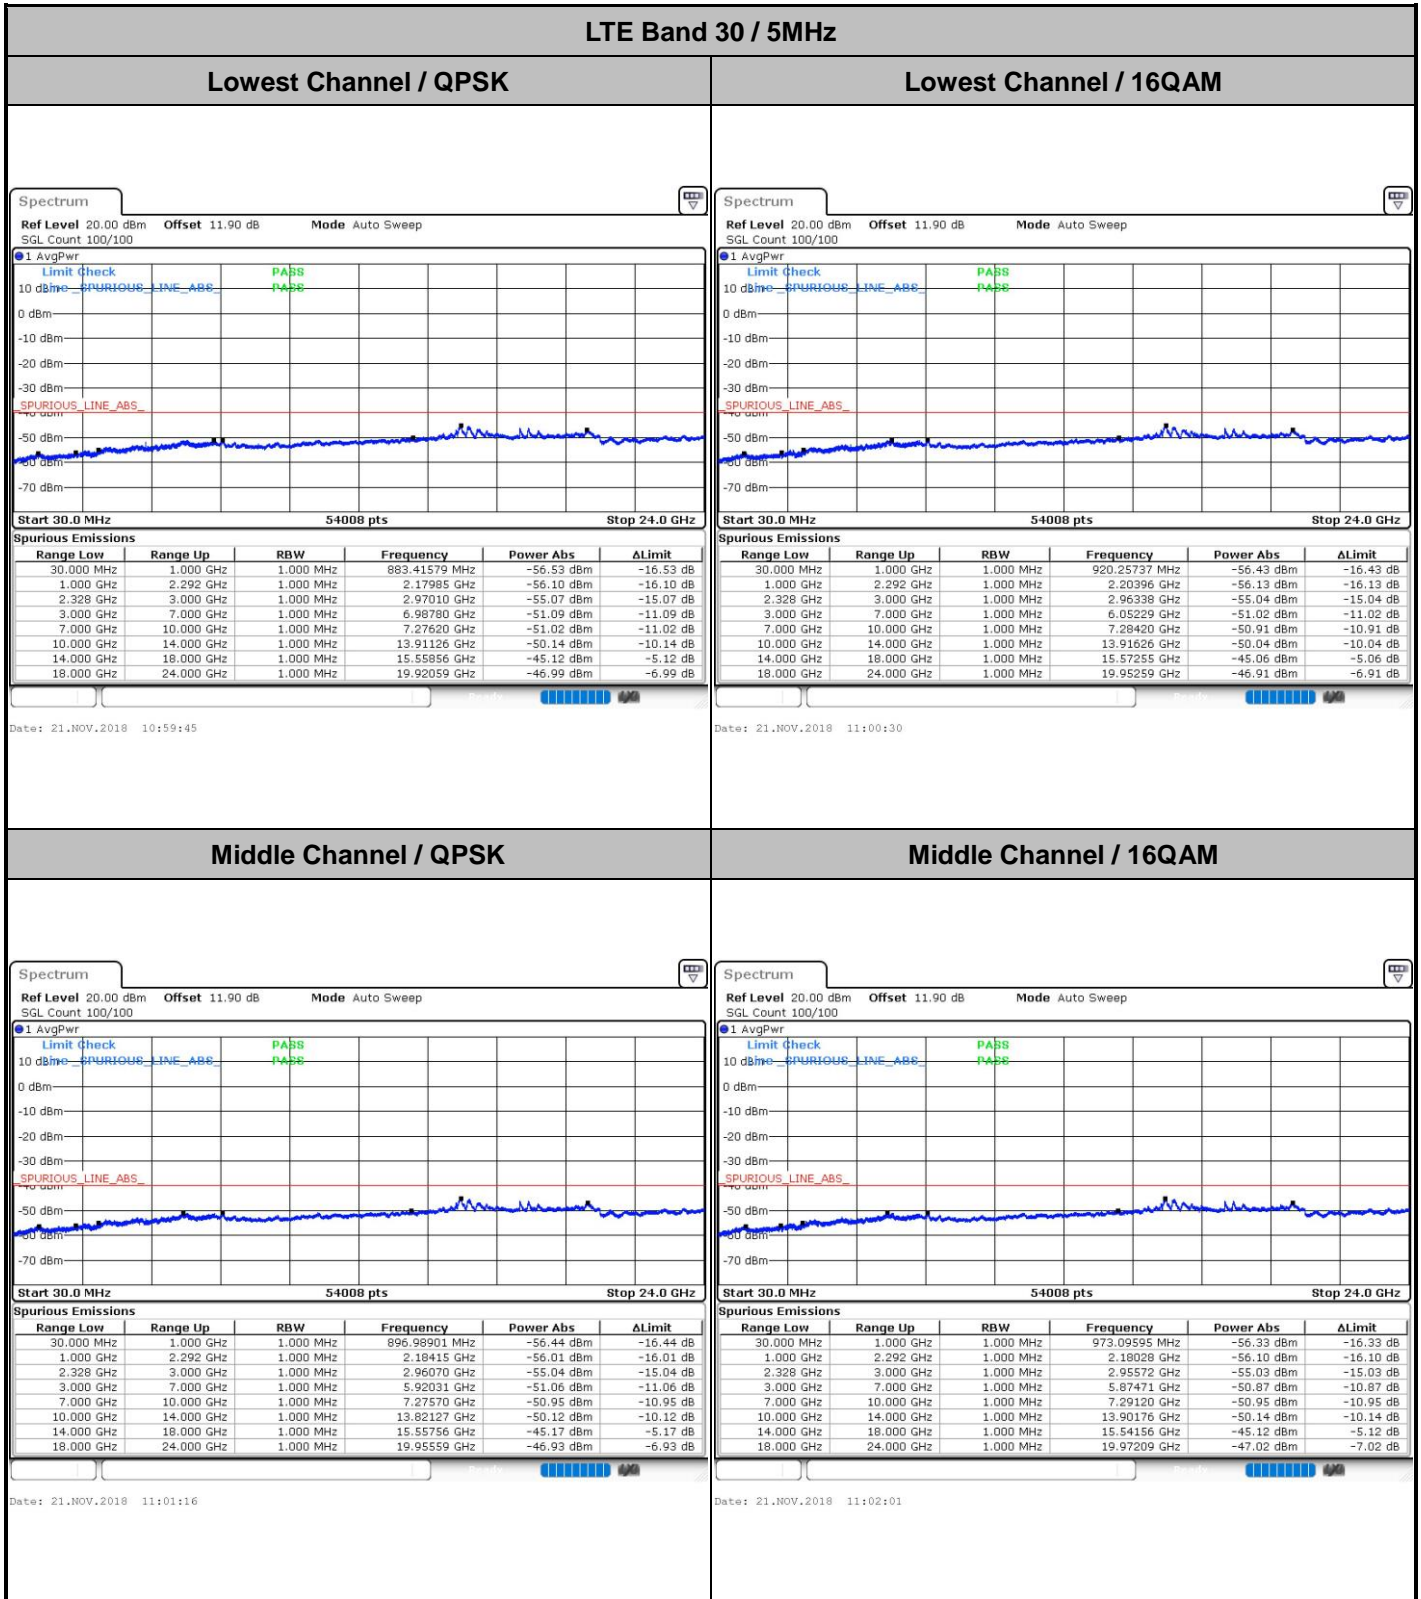 LTE Band 30 / 5MHz
Lowest Channel / QPSK
Lowest Channel / 16QAM
Spectrum
Ref Level 20.00 dBm Offset 11.90 dB Mode Auto Sweep
SGL Count 100/100
1 AvgPwr
Limit Check PASS
10 dBm
Line _SPURIOUS_LINE_ABS_ PASS
0 dBm
-10 dBm
-20 dBm
-30 dBm
_SPURIOUS_LINE_ABS_
-40 dBm
-50 dBm
-60 dBm
-70 dBm
Start 30.0 MHz 54008 pts Stop 24.0 GHz
Spurious Emissions
Range Low Range Up RBW Frequency Power Abs ΔLimit
30.000 MHz 1.000 GHz 1.000 MHz 883.41579 MHz -56.53 dBm -16.53 dB
1.000 GHz 2.292 GHz 1.000 MHz 2.17985 GHz -56.10 dBm -16.10 dB
2.328 GHz 3.000 GHz 1.000 MHz 2.97010 GHz -55.07 dBm -15.07 dB
3.000 GHz 7.000 GHz 1.000 MHz 6.98780 GHz -51.09 dBm -11.09 dB
7.000 GHz 10.000 GHz 1.000 MHz 7.27620 GHz -51.02 dBm -11.02 dB
10.000 GHz 14.000 GHz 1.000 MHz 13.91126 GHz -50.14 dBm -10.14 dB
14.000 GHz 18.000 GHz 1.000 MHz 15.55856 GHz -45.12 dBm -5.12 dB
18.000 GHz 24.000 GHz 1.000 MHz 19.92059 GHz -46.99 dBm -6.99 dB
Date: 21.NOV.2018 10:59:45
Spectrum
Ref Level 20.00 dBm Offset 11.90 dB Mode Auto Sweep
SGL Count 100/100
1 AvgPwr
Limit Check PASS
10 dBm
Line _SPURIOUS_LINE_ABS_ PASS
0 dBm
-10 dBm
-20 dBm
-30 dBm
_SPURIOUS_LINE_ABS_
-40 dBm
-50 dBm
-60 dBm
-70 dBm
Start 30.0 MHz 54008 pts Stop 24.0 GHz
Spurious Emissions
Range Low Range Up RBW Frequency Power Abs ΔLimit
30.000 MHz 1.000 GHz 1.000 MHz 920.25737 MHz -56.43 dBm -16.43 dB
1.000 GHz 2.292 GHz 1.000 MHz 2.20396 GHz -56.13 dBm -16.13 dB
2.328 GHz 3.000 GHz 1.000 MHz 2.96338 GHz -55.04 dBm -15.04 dB
3.000 GHz 7.000 GHz 1.000 MHz 6.05229 GHz -51.02 dBm -11.02 dB
7.000 GHz 10.000 GHz 1.000 MHz 7.28420 GHz -50.91 dBm -10.91 dB
10.000 GHz 14.000 GHz 1.000 MHz 13.91626 GHz -50.04 dBm -10.04 dB
14.000 GHz 18.000 GHz 1.000 MHz 15.57255 GHz -45.06 dBm -5.06 dB
18.000 GHz 24.000 GHz 1.000 MHz 19.95259 GHz -46.91 dBm -6.91 dB
Date: 21.NOV.2018 11:00:30
Middle Channel / QPSK
Middle Channel / 16QAM
Spectrum
Ref Level 20.00 dBm Offset 11.90 dB Mode Auto Sweep
SGL Count 100/100
1 AvgPwr
Limit Check PASS
10 dBm
Line _SPURIOUS_LINE_ABS_ PASS
0 dBm
-10 dBm
-20 dBm
-30 dBm
_SPURIOUS_LINE_ABS_
-40 dBm
-50 dBm
-60 dBm
-70 dBm
Start 30.0 MHz 54008 pts Stop 24.0 GHz
Spurious Emissions
Range Low Range Up RBW Frequency Power Abs ΔLimit
30.000 MHz 1.000 GHz 1.000 MHz 896.98901 MHz -56.44 dBm -16.44 dB
1.000 GHz 2.292 GHz 1.000 MHz 2.18415 GHz -56.01 dBm -16.01 dB
2.328 GHz 3.000 GHz 1.000 MHz 2.96070 GHz -55.04 dBm -15.04 dB
3.000 GHz 7.000 GHz 1.000 MHz 5.92031 GHz -51.06 dBm -11.06 dB
7.000 GHz 10.000 GHz 1.000 MHz 7.27570 GHz -50.95 dBm -10.95 dB
10.000 GHz 14.000 GHz 1.000 MHz 13.82127 GHz -50.12 dBm -10.12 dB
14.000 GHz 18.000 GHz 1.000 MHz 15.55756 GHz -45.17 dBm -5.17 dB
18.000 GHz 24.000 GHz 1.000 MHz 19.95559 GHz -46.93 dBm -6.93 dB
Date: 21.NOV.2018 11:01:16
Spectrum
Ref Level 20.00 dBm Offset 11.90 dB Mode Auto Sweep
SGL Count 100/100
1 AvgPwr
Limit Check PASS
10 dBm
Line _SPURIOUS_LINE_ABS_ PASS
0 dBm
-10 dBm
-20 dBm
-30 dBm
_SPURIOUS_LINE_ABS_
-40 dBm
-50 dBm
-60 dBm
-70 dBm
Start 30.0 MHz 54008 pts Stop 24.0 GHz
Spurious Emissions
Range Low Range Up RBW Frequency Power Abs ΔLimit
30.000 MHz 1.000 GHz 1.000 MHz 973.09595 MHz -56.33 dBm -16.33 dB
1.000 GHz 2.292 GHz 1.000 MHz 2.18028 GHz -56.10 dBm -16.10 dB
2.328 GHz 3.000 GHz 1.000 MHz 2.95572 GHz -55.03 dBm -15.03 dB
3.000 GHz 7.000 GHz 1.000 MHz 5.87471 GHz -50.87 dBm -10.87 dB
7.000 GHz 10.000 GHz 1.000 MHz 7.29120 GHz -50.95 dBm -10.95 dB
10.000 GHz 14.000 GHz 1.000 MHz 13.90176 GHz -50.14 dBm -10.14 dB
14.000 GHz 18.000 GHz 1.000 MHz 15.54156 GHz -45.12 dBm -5.12 dB
18.000 GHz 24.000 GHz 1.000 MHz 19.97209 GHz -47.02 dBm -7.02 dB
Date: 21.NOV.2018 11:02:01